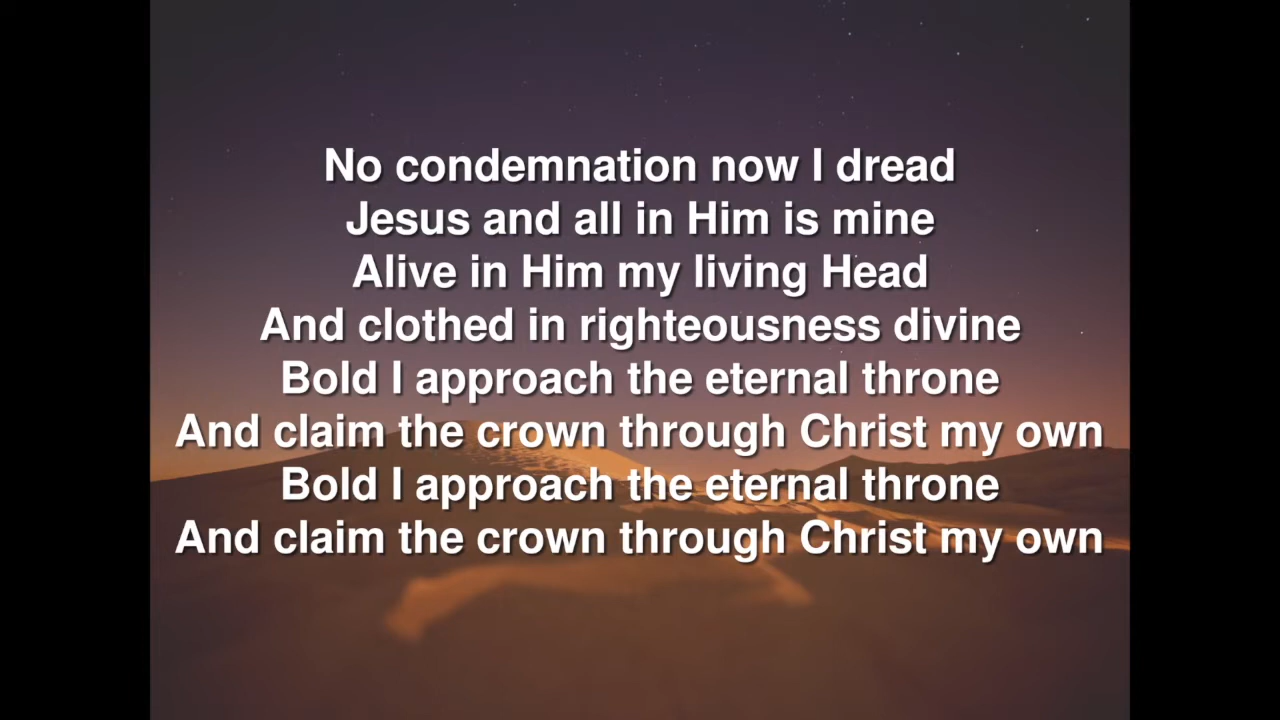 No condemnation now I dread
Jesus and all in Him is mine
Alive in Him my living Head
And clothed in righteousness divine
Bold I approach the eternal throne
And claim the crown through Christ my own
Bold I approach the eternal throne
And claim the crown through Christ my own